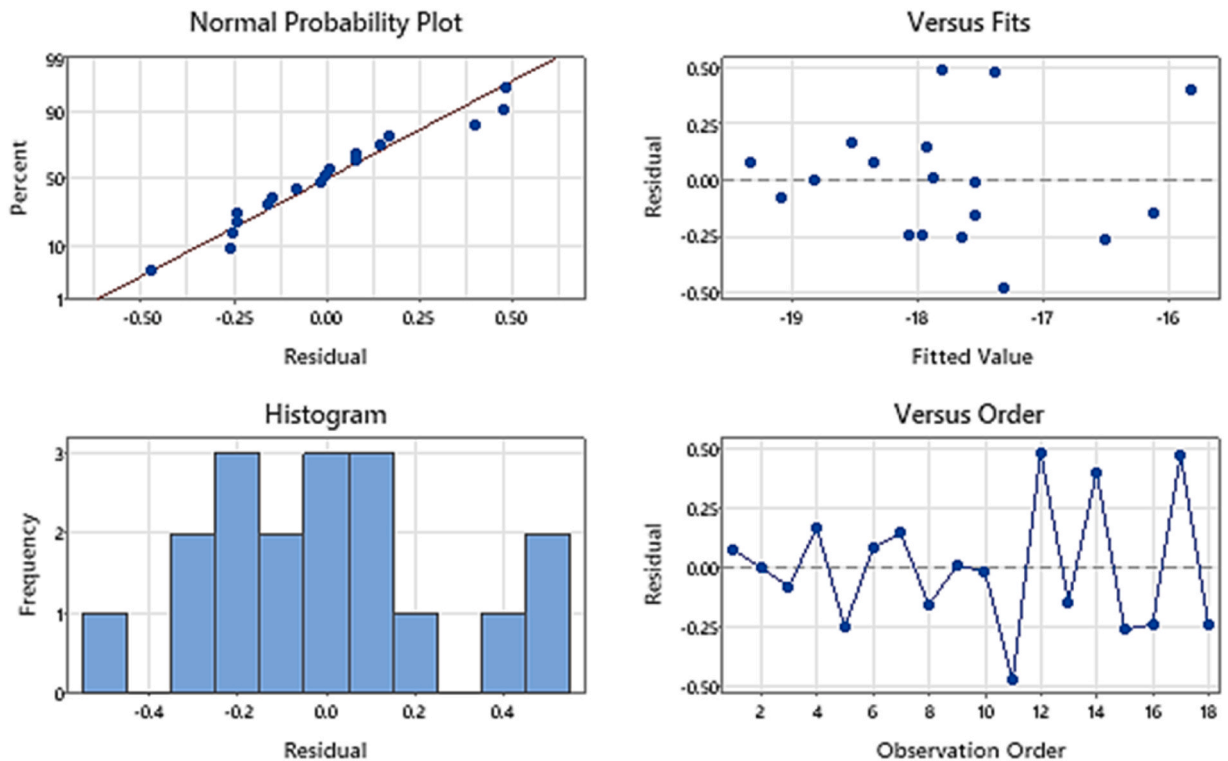 Normal Probability Plot
99
90
50
10
1
Percent
-0.50 -0.25 0.00 0.25 0.50
Residual
Versus Fits
0.50
0.25
0.00
-0.25
-0.50
Residual
-19 -18 -17 -16
Fitted Value
Histogram
3
2
1
0
Frequency
-0.4 -0.2 0.0 0.2 0.4
Residual
Versus Order
0.50
0.25
0.00
-0.25
-0.50
Residual
2 4 6 8 10 12 14 16 18
Observation Order